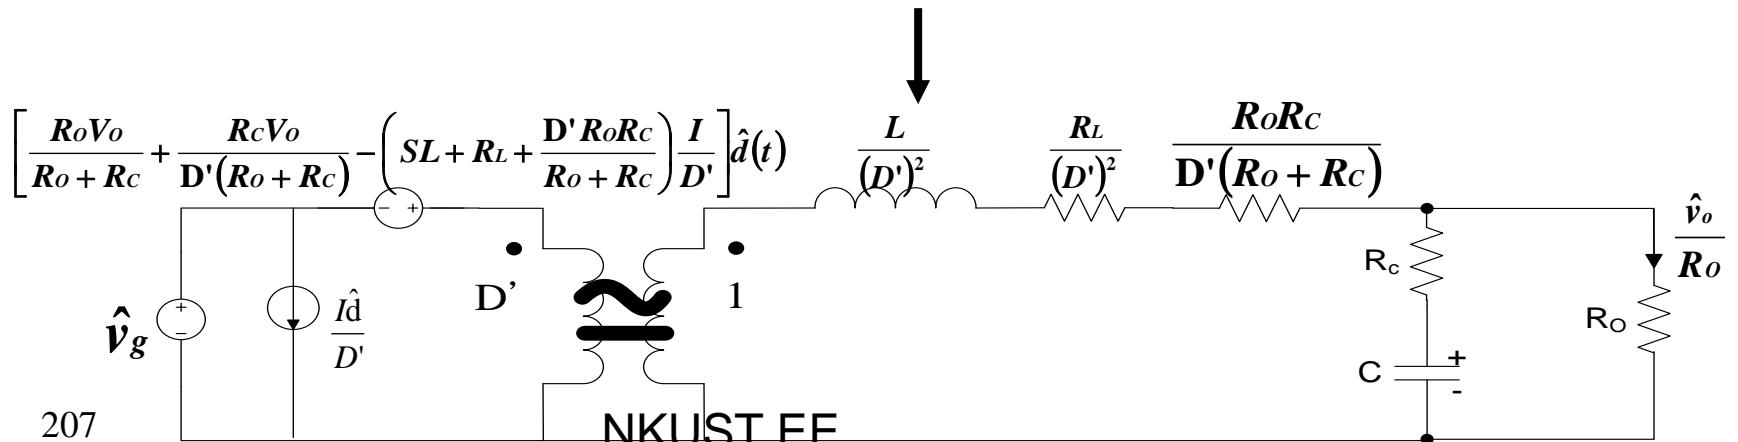 [RoVo/(Ro + Rc) + RcVo/(D'(Ro + Rc)) − (SL + RL + D'RoRc/(Ro + Rc)) I/D'] d̂(t)
L/(D')²
RL/(D')²
RoRc/(D'(Ro + Rc))
− +
v̂o/Ro
D’
1
Rc
+
−
v̂g
Id̂/D'
RO
C
+
-
207
NKUST EE